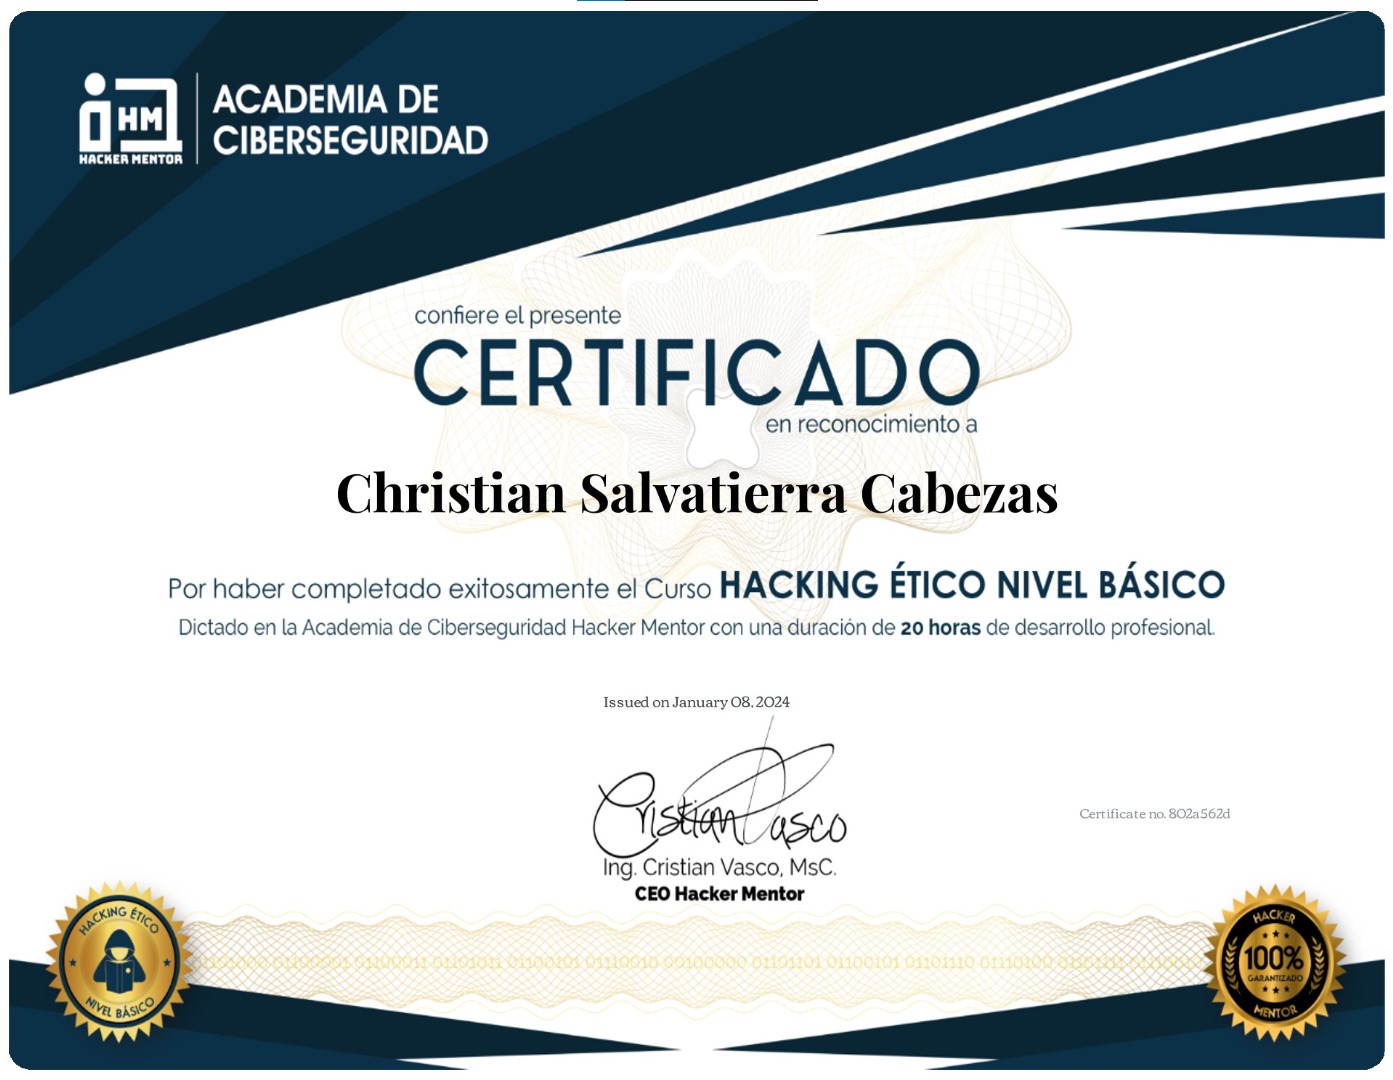 HM
HACKER MENTOR
ACADEMIA DE
CIBERSEGURIDAD
confiere el presente
CERTIFICADO
en reconocimiento a
Christian Salvatierra Cabezas
Por haber completado exitosamente el Curso HACKING ÉTICO NIVEL BÁSICO
Dictado en la Academia de Ciberseguridad Hacker Mentor con una duración de 20 horas de desarrollo profesional.
Issued on January 08, 2024
Cristian Vasco
Certificate no. 802a562d
Ing. Cristian Vasco, MsC.
CEO Hacker Mentor
HACKING ÉTICO
NIVEL BÁSICO
01100011 01101011 01100101 01110010 00100000 01101101 01100101 01101110 01110100
HACKER
100%
GARANTIZADO
MENTOR